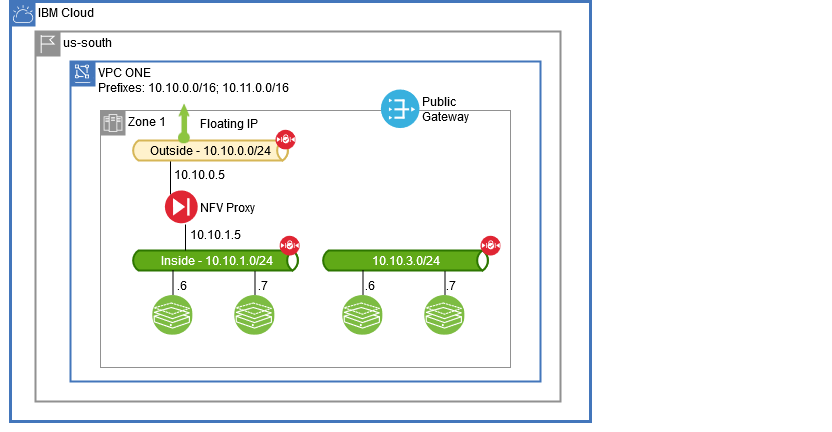 IBM Cloud
us-south
VPC ONE
Prefixes: 10.10.0.0/16; 10.11.0.0/16
Public
Gateway
Zone 1
Floating IP
Outside - 10.10.0.0/24
10.10.0.5
NFV Proxy
10.10.1.5
Inside - 10.10.1.0/24
10.10.3.0/24
.6
.7
.6
.7